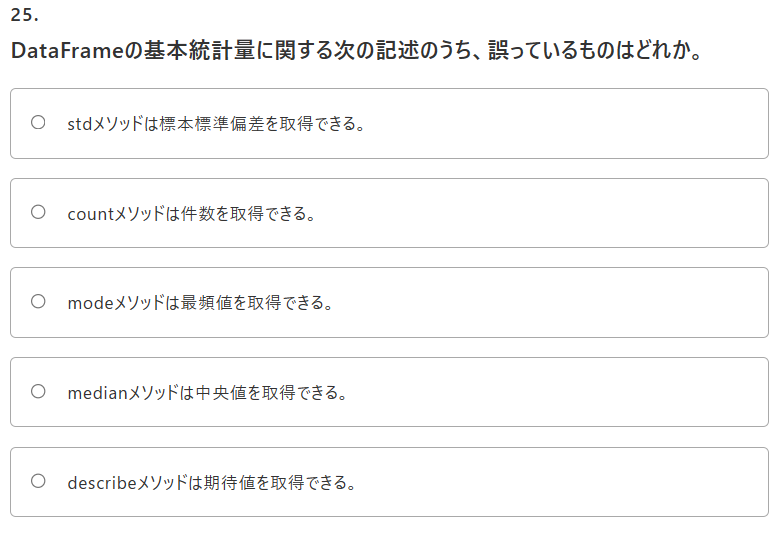 25.
DataFrameの基本統計量に関する次の記述のうち、誤っているものはどれか。
stdメソッドは標本標準偏差を取得できる。
countメソッドは件数を取得できる。
modeメソッドは最頻値を取得できる。
medianメソッドは中央値を取得できる。
describeメソッドは期待値を取得できる。